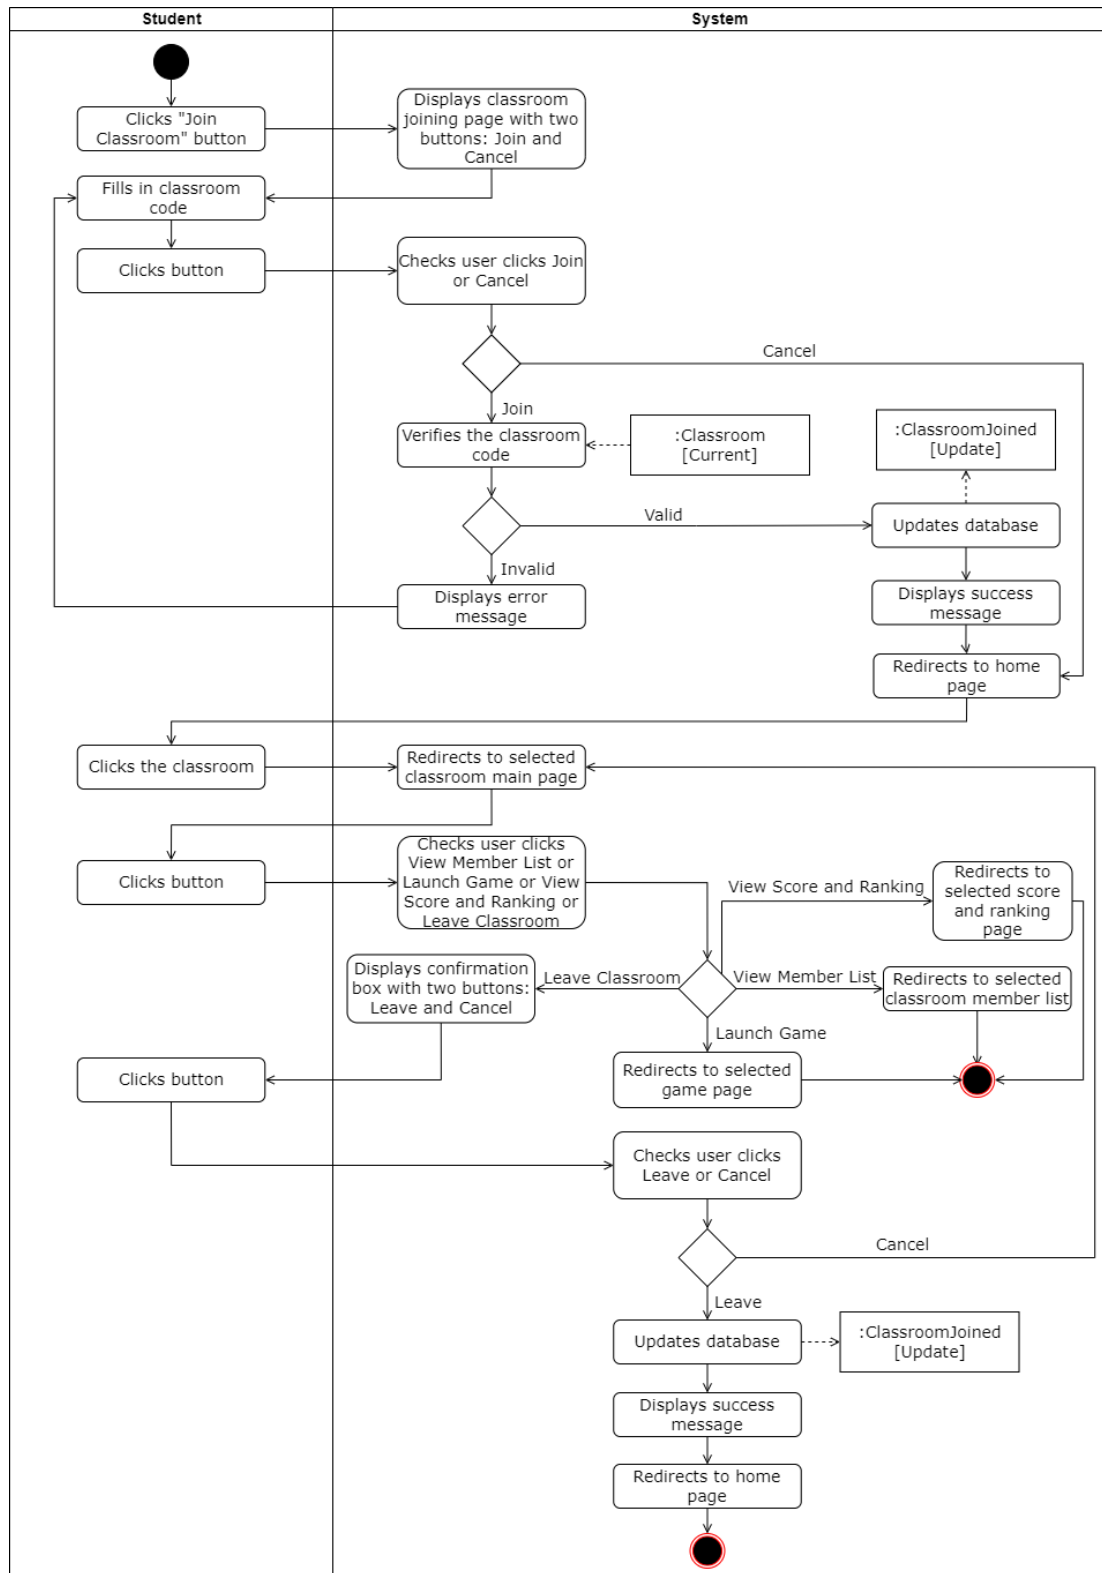 Student
System
Clicks "Join
Classroom" button
Displays classroom
joining page with two
buttons: Join and
Cancel
Fills in classroom
code
Clicks button
Checks user clicks Join
or Cancel
Cancel
Join
Verifies the classroom
code
:Classroom
[Current]
:ClassroomJoined
[Update]
Valid
Updates database
Invalid
Displays error
message
Displays success
message
Redirects to home
page
Clicks the classroom
Redirects to selected
classroom main page
Clicks button
Checks user clicks
View Member List or
Launch Game or View
Score and Ranking or
Leave Classroom
View Score and Ranking
Redirects to
selected score
and ranking
page
Displays confirmation
box with two buttons:
Leave and Cancel
Leave Classroom
View Member List
Redirects to selected
classroom member list
Launch Game
Clicks button
Redirects to selected
game page
Checks user clicks
Leave or Cancel
Cancel
Leave
Updates database
:ClassroomJoined
[Update]
Displays success
message
Redirects to home
page